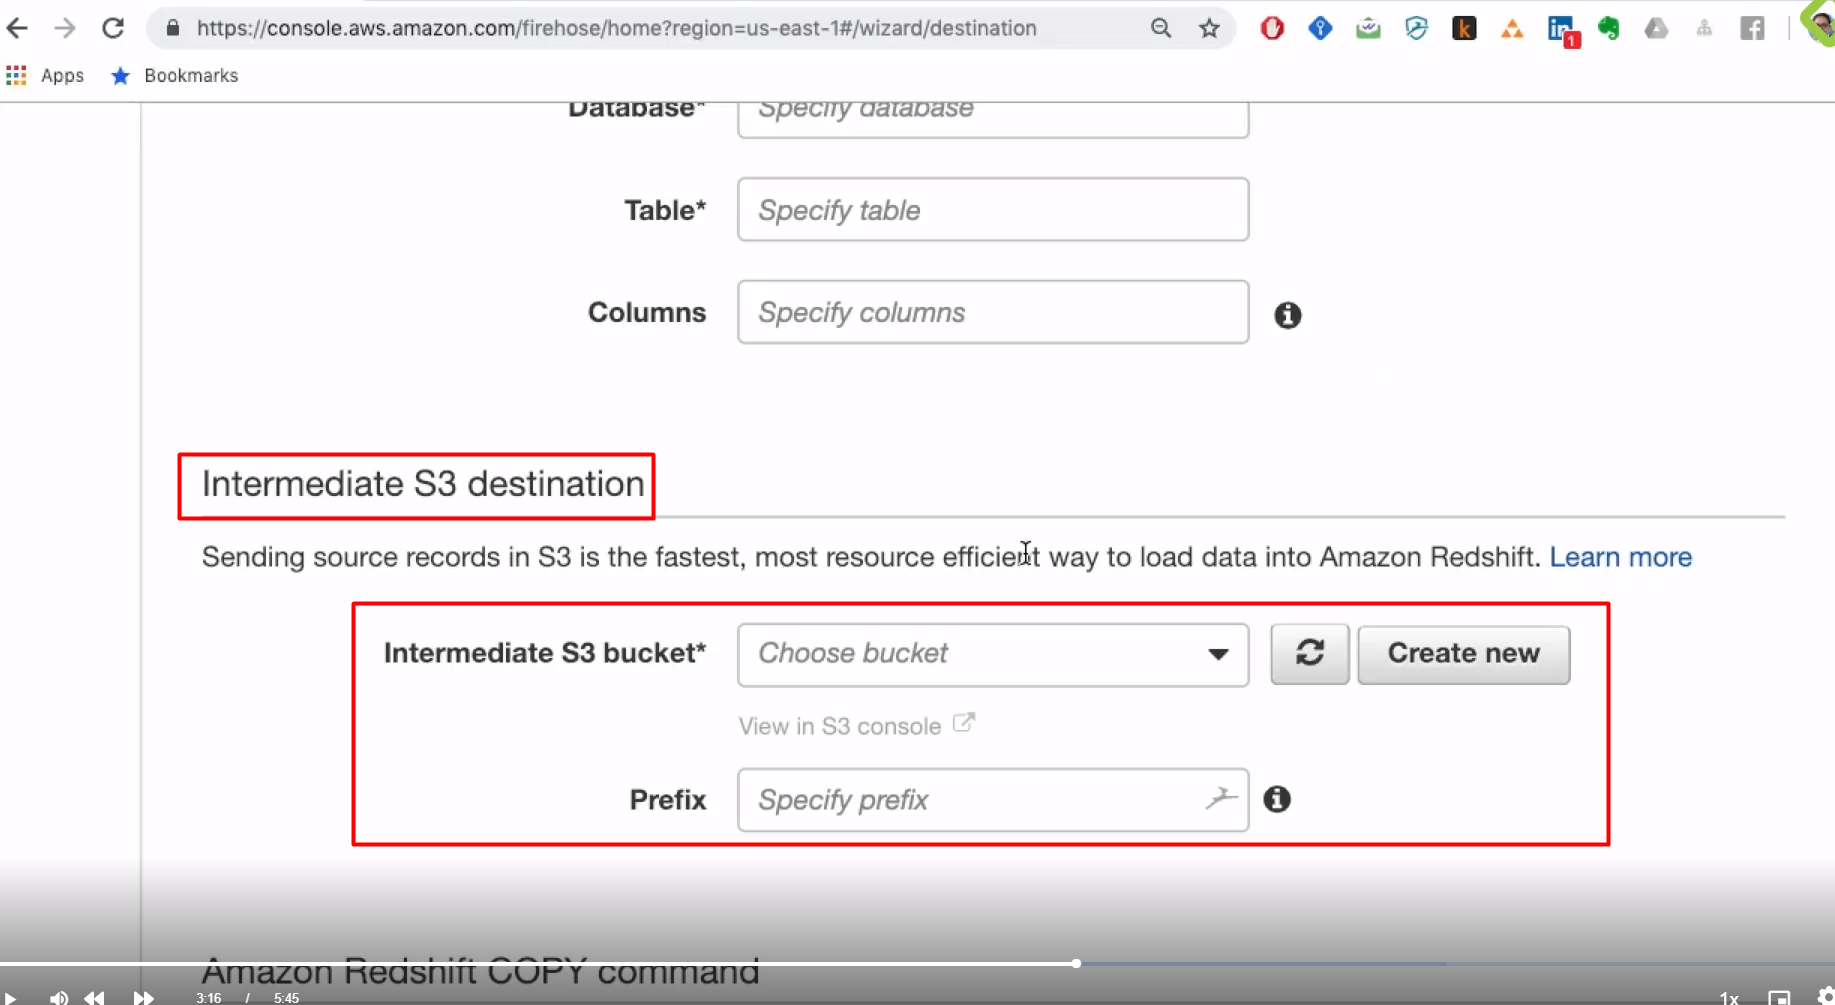 https://console.aws.amazon.com/firehose/home?region=us-east-1#/wizard/destination
1
Apps
Bookmarks
Database*
Specify database
Table*
Specify table
Columns
Specify columns
Intermediate S3 destination
Sending source records in S3 is the fastest, most resource efficient way to load data into Amazon Redshift. Learn more
Intermediate S3 bucket*
Choose bucket
Create new
View in S3 console
Prefix
Specify prefix
Amazon Redshift COPY command
3:16 / 5:45
1x